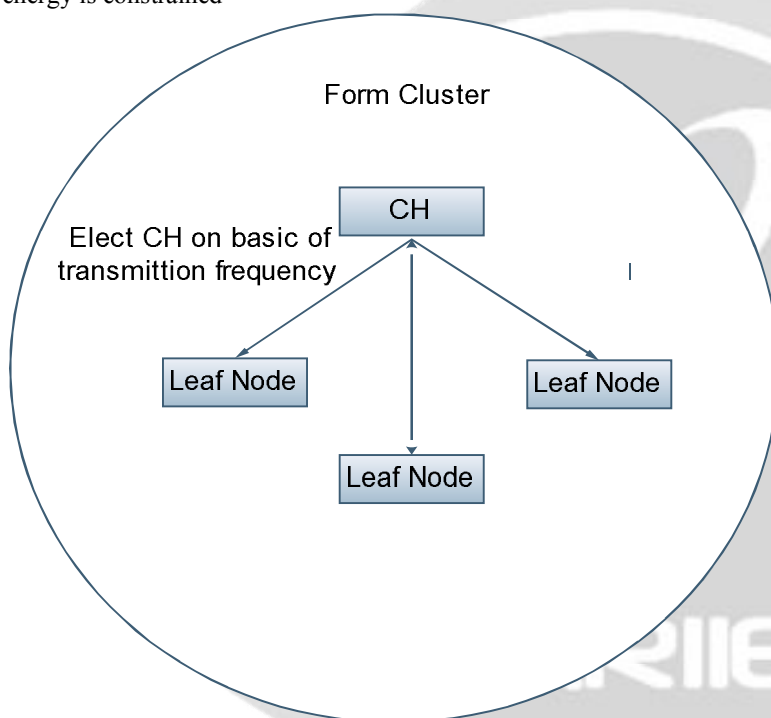 energy is constrained
Form Cluster
CH
Elect CH on basic of
transmittion frequency
|
Leaf Node
Leaf Node
Leaf Node
RIIE